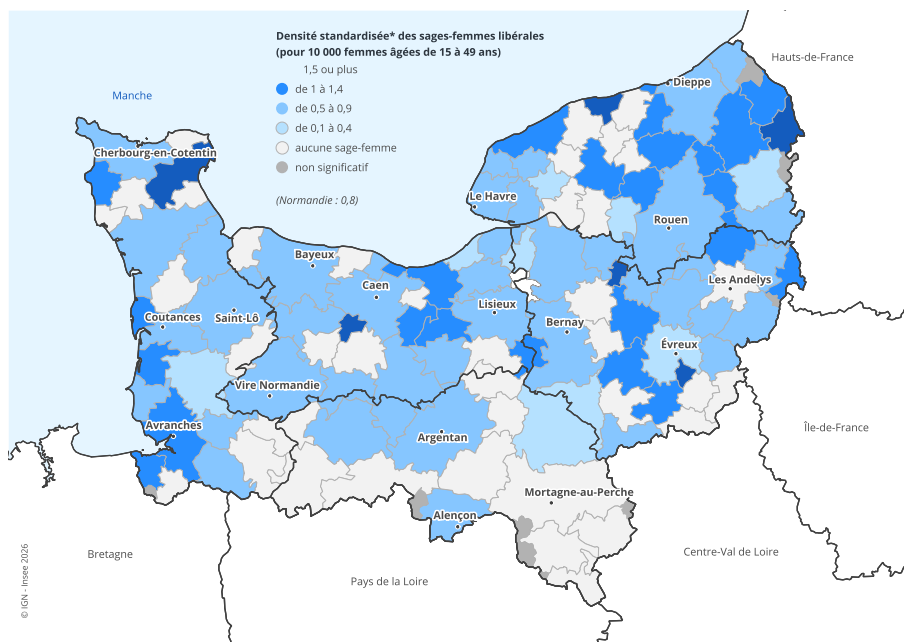 Densité standardisée* des sages-femmes libérales
(pour 10 000 femmes âgées de 15 à 49 ans)
1,5 ou plus
de 1 à 1,4
de 0,5 à 0,9
de 0,1 à 0,4
aucune sage-femme
non significatif
(Normandie : 0,8)
Hauts-de-France
Manche
Dieppe
Cherbourg-en-Cotentin
Le Havre
Rouen
Bayeux
Caen
Les Andelys
Lisieux
Coutances
Saint-Lô
Bernay
Évreux
Vire Normandie
Avranches
Argentan
Île-de-France
Mortagne-au-Perche
Alençon
Bretagne
Pays de la Loire
Centre-Val de Loire
© IGN - Insee 2026